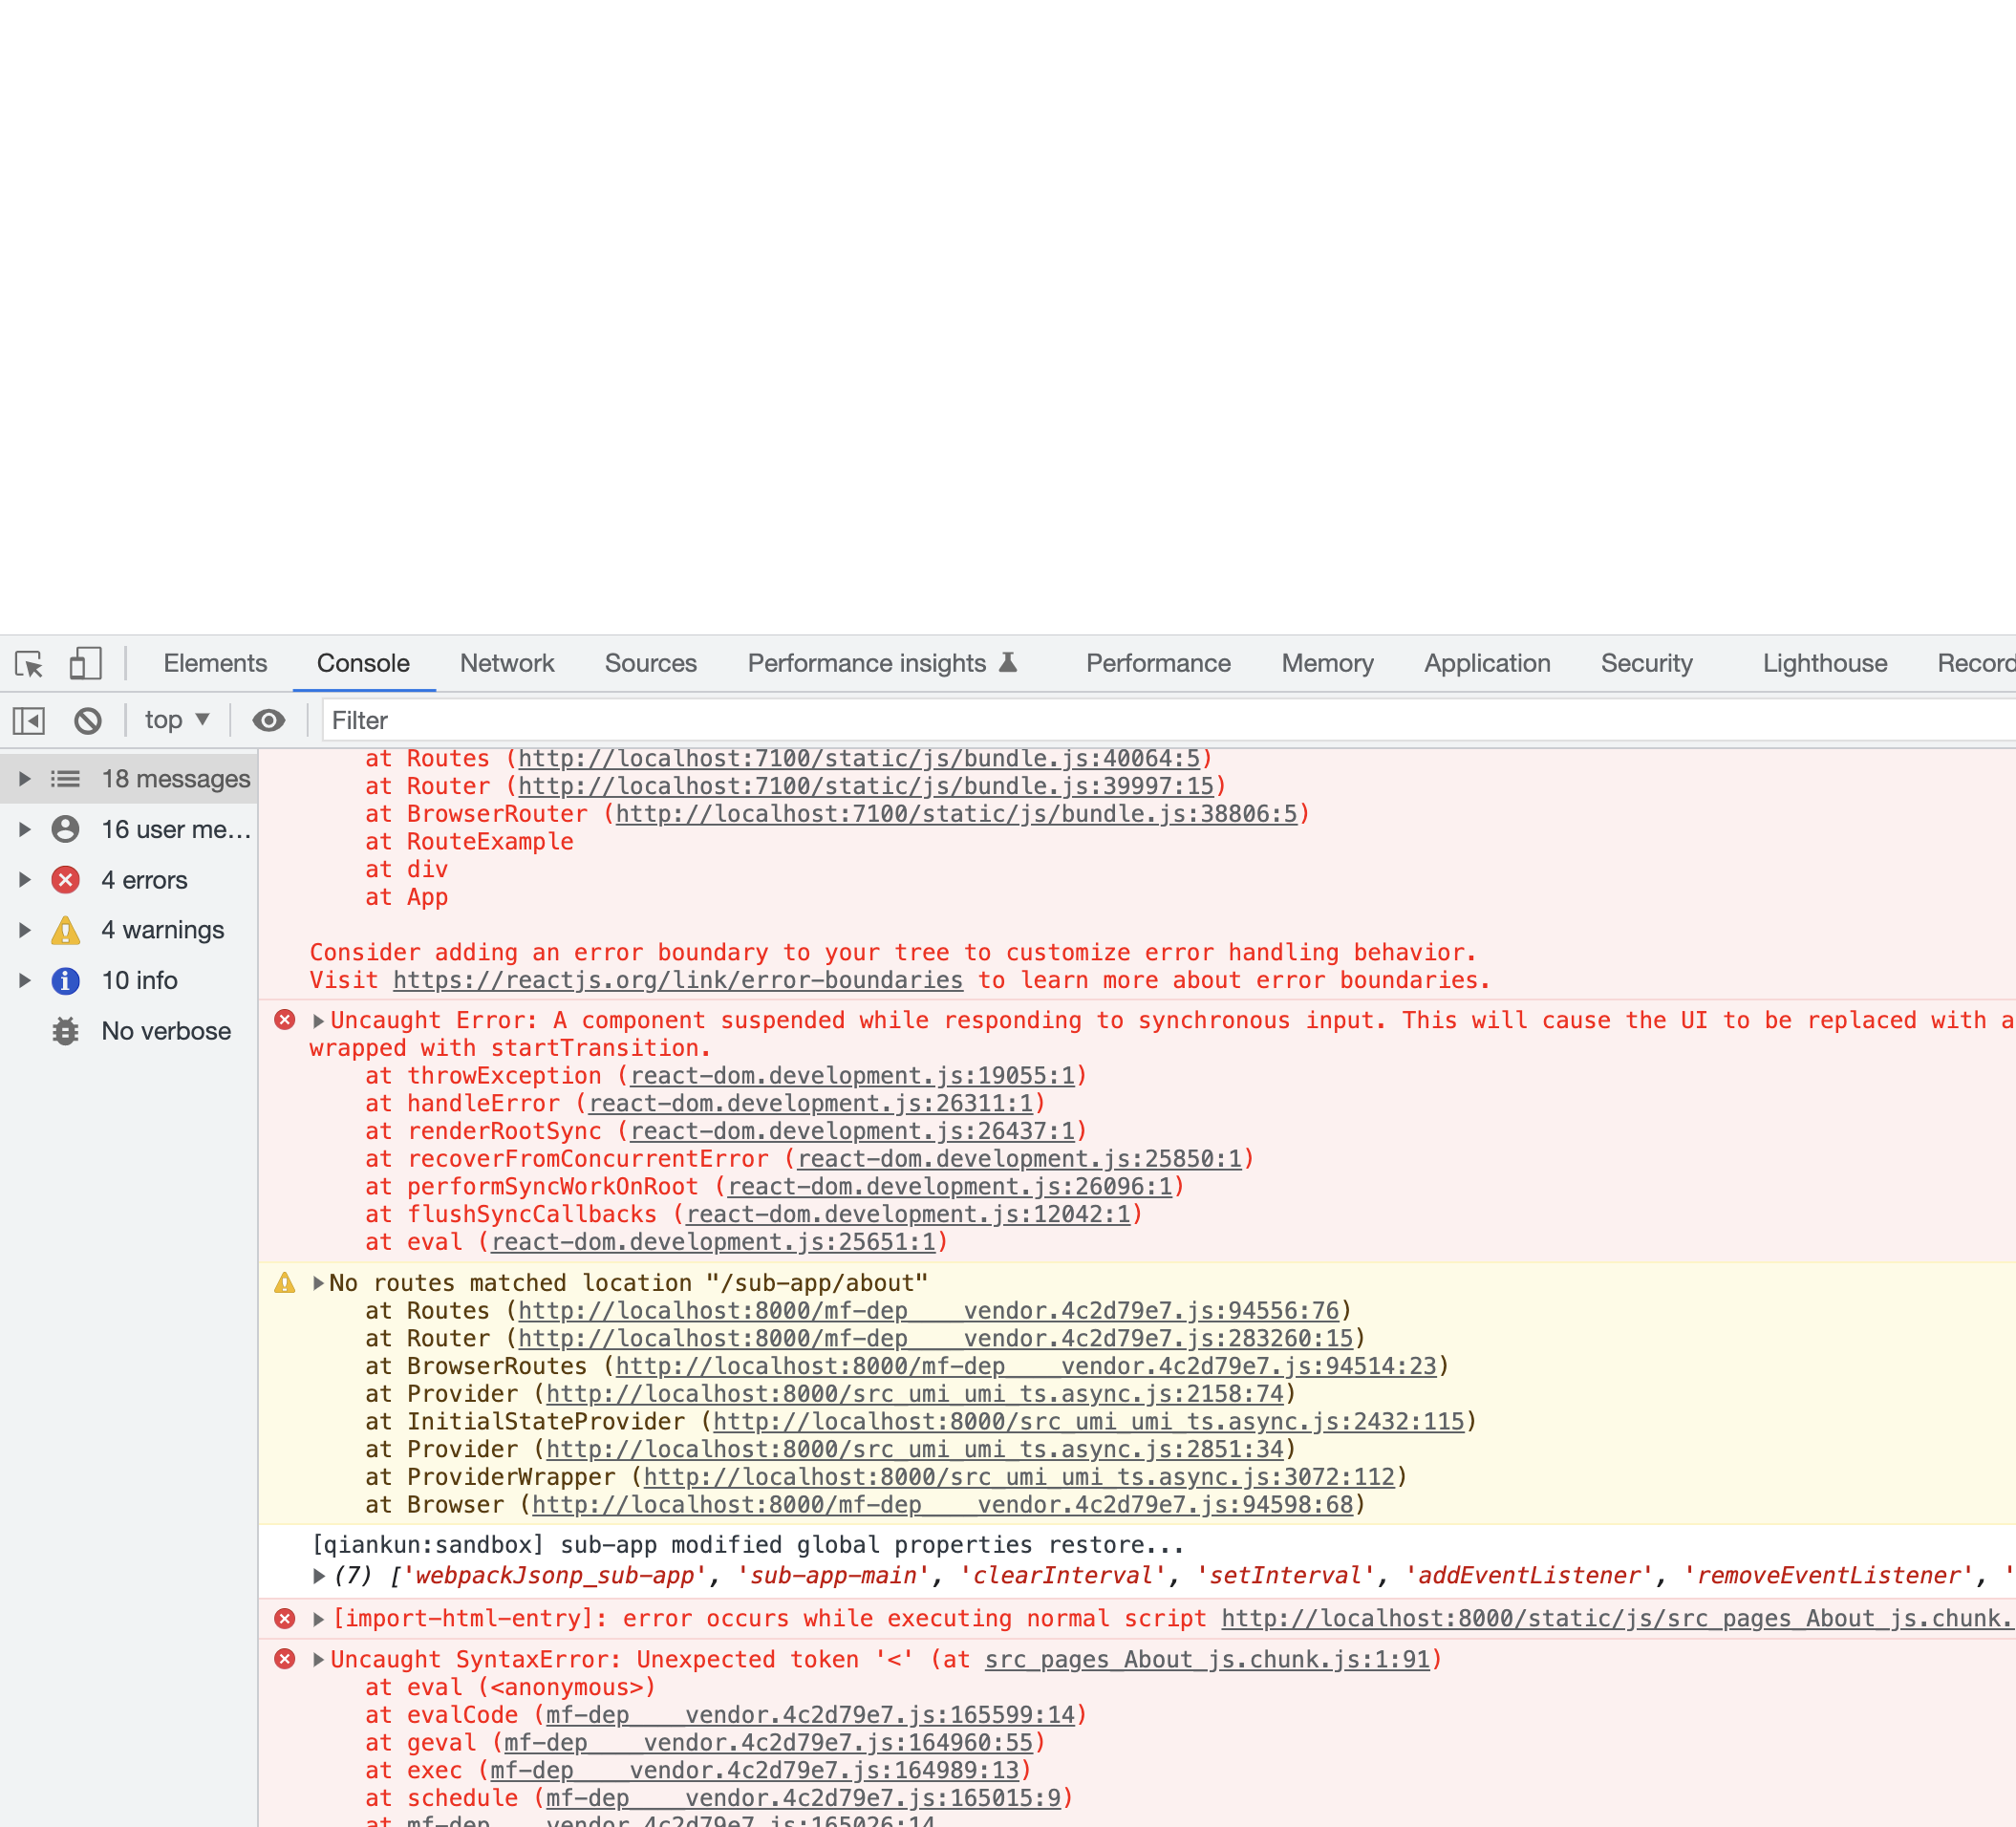 Elements Console Network Sources Performance insights Performance Memory Application Security Lighthouse Record
top Filter
18 messages
16 user me…
4 errors
4 warnings
10 info
No verbose
at Routes (http://localhost:7100/static/js/bundle.js:40064:5)
at Router (http://localhost:7100/static/js/bundle.js:39997:15)
at BrowserRouter (http://localhost:7100/static/js/bundle.js:38806:5)
at RouteExample
at div
at App
Consider adding an error boundary to your tree to customize error handling behavior.
Visit https://reactjs.org/link/error-boundaries to learn more about error boundaries.
Uncaught Error: A component suspended while responding to synchronous input. This will cause the UI to be replaced with a
wrapped with startTransition.
at throwException (react-dom.development.js:19055:1)
at handleError (react-dom.development.js:26311:1)
at renderRootSync (react-dom.development.js:26437:1)
at recoverFromConcurrentError (react-dom.development.js:25850:1)
at performSyncWorkOnRoot (react-dom.development.js:26096:1)
at flushSyncCallbacks (react-dom.development.js:12042:1)
at eval (react-dom.development.js:25651:1)
No routes matched location "/sub-app/about"
at Routes (http://localhost:8000/mf-dep____vendor.4c2d79e7.js:94556:76)
at Router (http://localhost:8000/mf-dep____vendor.4c2d79e7.js:283260:15)
at BrowserRoutes (http://localhost:8000/mf-dep____vendor.4c2d79e7.js:94514:23)
at Provider (http://localhost:8000/src_umi_umi_ts.async.js:2158:74)
at InitialStateProvider (http://localhost:8000/src_umi_umi_ts.async.js:2432:115)
at Provider (http://localhost:8000/src_umi_umi_ts.async.js:2851:34)
at ProviderWrapper (http://localhost:8000/src_umi_umi_ts.async.js:3072:112)
at Browser (http://localhost:8000/mf-dep____vendor.4c2d79e7.js:94598:68)
[qiankun:sandbox] sub-app modified global properties restore...
(7) ['webpackJsonp_sub-app', 'sub-app-main', 'clearInterval', 'setInterval', 'addEventListener', 'removeEventListener', '
[import-html-entry]: error occurs while executing normal script http://localhost:8000/static/js/src_pages_About_js.chunk.
Uncaught SyntaxError: Unexpected token '<' (at src_pages_About_js.chunk.js:1:91)
at eval (<anonymous>)
at evalCode (mf-dep____vendor.4c2d79e7.js:165599:14)
at geval (mf-dep____vendor.4c2d79e7.js:164960:55)
at exec (mf-dep____vendor.4c2d79e7.js:164989:13)
at schedule (mf-dep____vendor.4c2d79e7.js:165015:9)
at mf-dep____vendor.4c2d79e7.js:165026:14